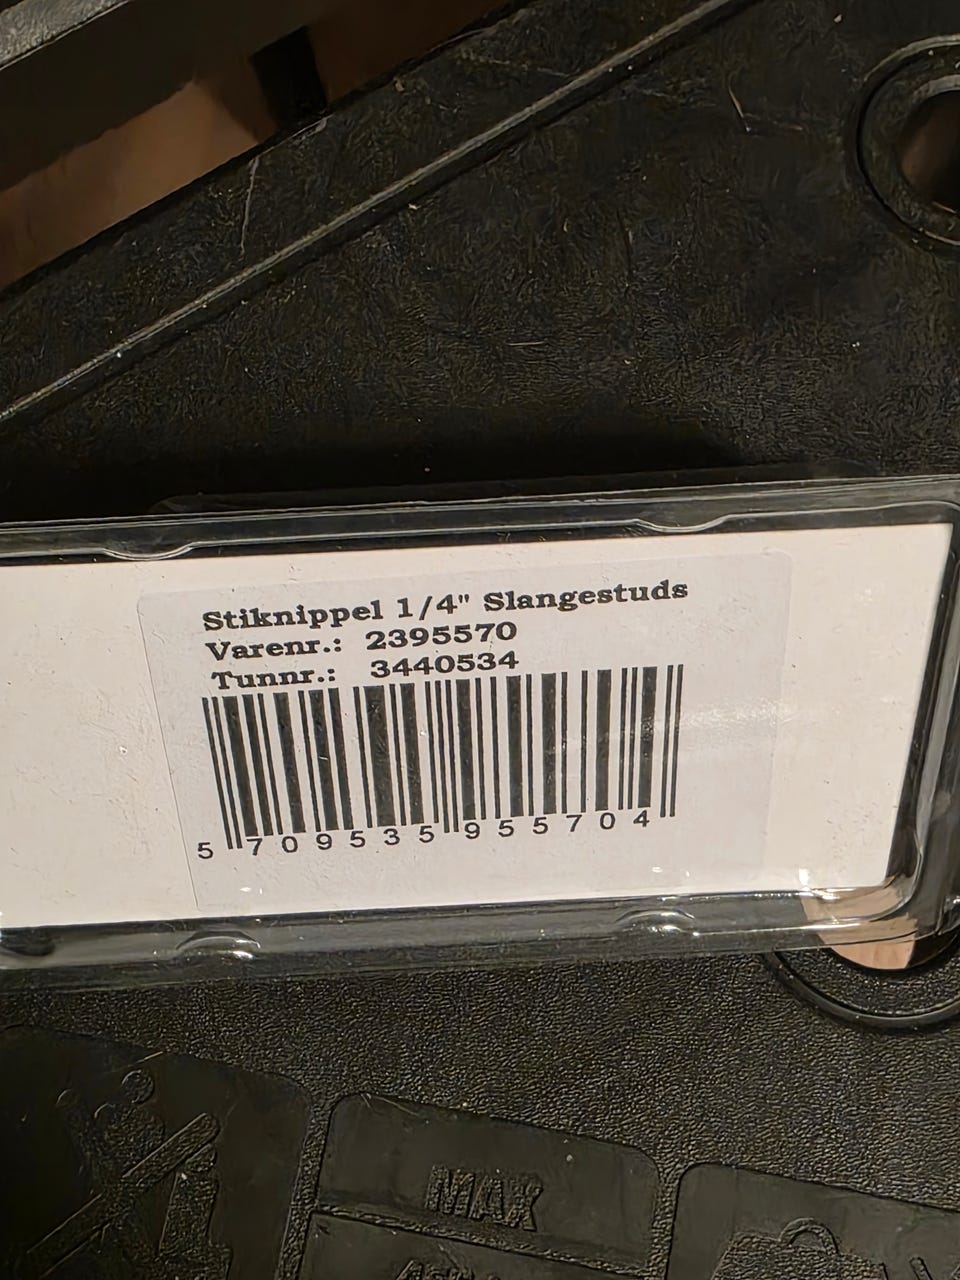 Stiknippel 1/4" Slangestuds
Varenr.: 2395570
Tunnr.: 3440534
5 709535 955704
MAX